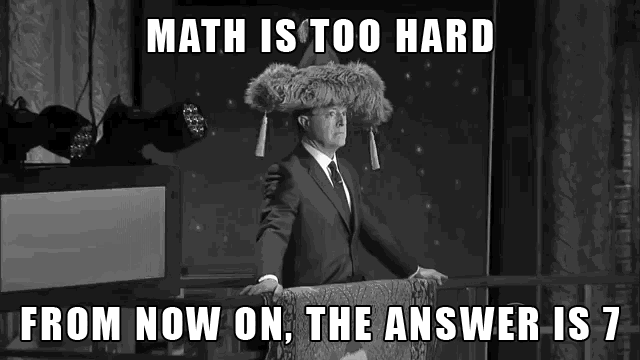 MATH IS TOO HARD
FROM NOW ON, THE ANSWER IS 7